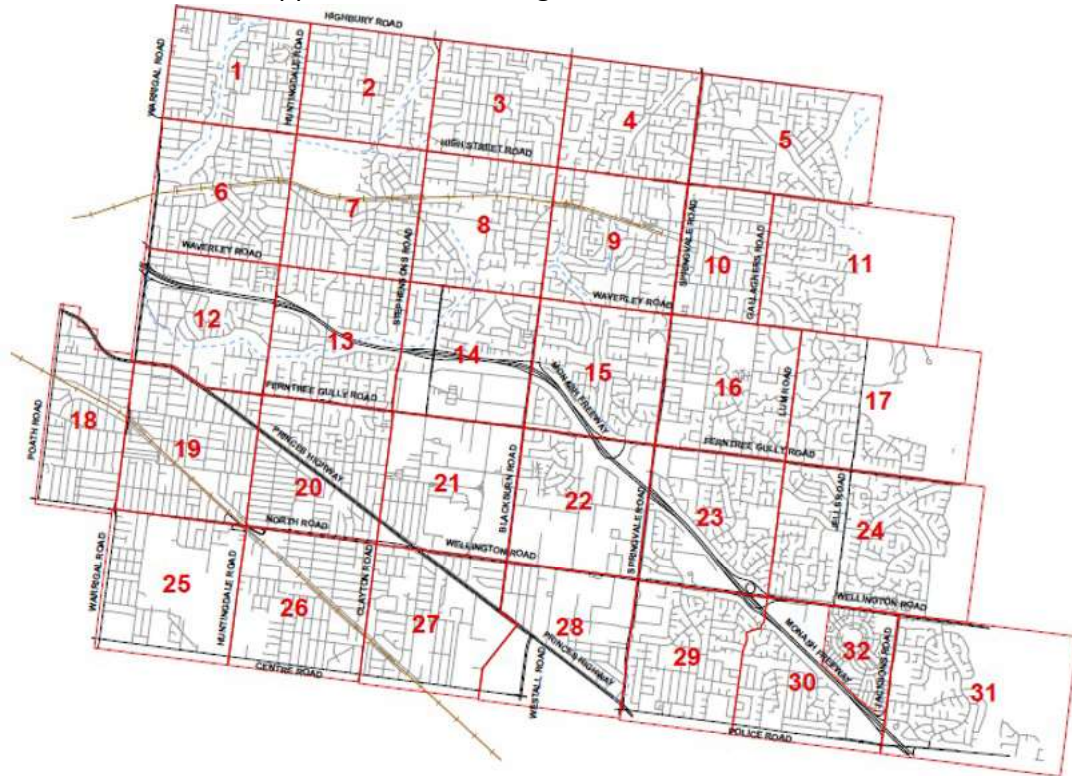 HIGHBURY ROAD
WARRIGAL ROAD
1
HUNTINGDALE ROAD
2
3
4
5
HIGH STREET ROAD
6
7
8
9
SPRINGVALE ROAD
10
GALLAGHERS ROAD
11
WAVERLEY ROAD
STEPHENSONS ROAD
WAVERLEY ROAD
12
13
14
MONASH FREEWAY
15
16
LUM ROAD
17
FERNTREE GULLY ROAD
FERNTREE GULLY ROAD
POATH ROAD
18
19
PRINCES HIGHWAY
20
21
BLACKBURN ROAD
22
SPRINGVALE ROAD
23
JELLS ROAD
24
NORTH ROAD
WELLINGTON ROAD
WELLINGTON ROAD
WARRIGAL ROAD
25
HUNTINGDALE ROAD
26
CLAYTON ROAD
27
28
PRINCES HIGHWAY
WESTALL ROAD
29
MONASH FREEWAY
30
32
JACKSONS ROAD
31
CENTRE ROAD
POLICE ROAD